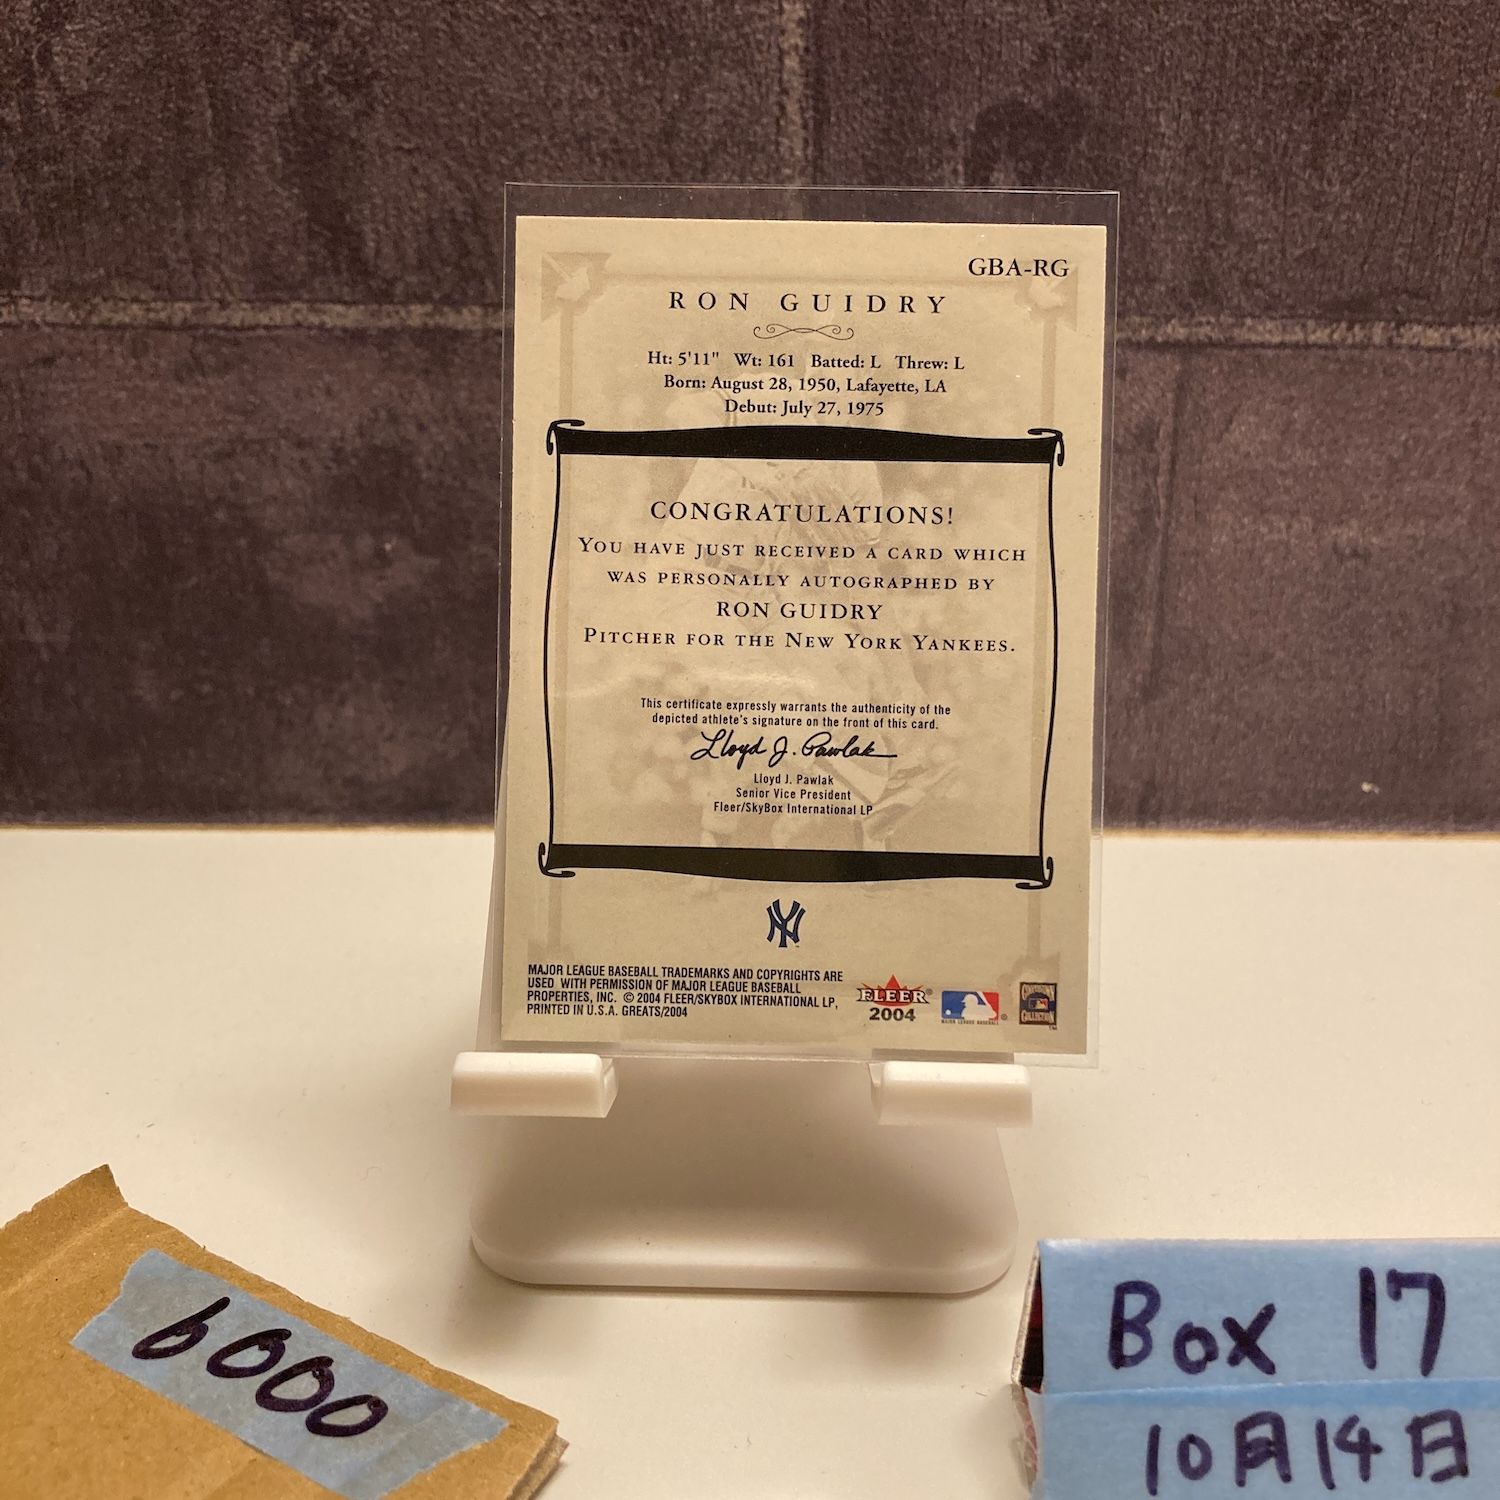 GBA-RG
RON GUIDRY
Ht: 5'11" Wt: 161 Batted: L Threw: L
Born: August 28, 1950, Lafayette, LA
Debut: July 27, 1975
CONGRATULATIONS!
YOU HAVE JUST RECEIVED A CARD WHICH
WAS PERSONALLY AUTOGRAPHED BY
RON GUIDRY
PITCHER FOR THE NEW YORK YANKEES.
This certificate expressly warrants the authenticity of the
depicted athlete's signature on the front of this card.
Lloyd J. Pawlak
Lloyd J. Pawlak
Senior Vice President
Fleer/SkyBox International LP
NY
MAJOR LEAGUE BASEBALL TRADEMARKS AND COPYRIGHTS ARE
USED WITH PERMISSION OF MAJOR LEAGUE BASEBALL
PROPERTIES, INC. © 2004 FLEER/SKYBOX INTERNATIONAL LP,
PRINTED IN U.S.A. GREATS/2004
FLEER®
2004
MAJOR LEAGUE BASEBALL
6000
Box 17
10月14日